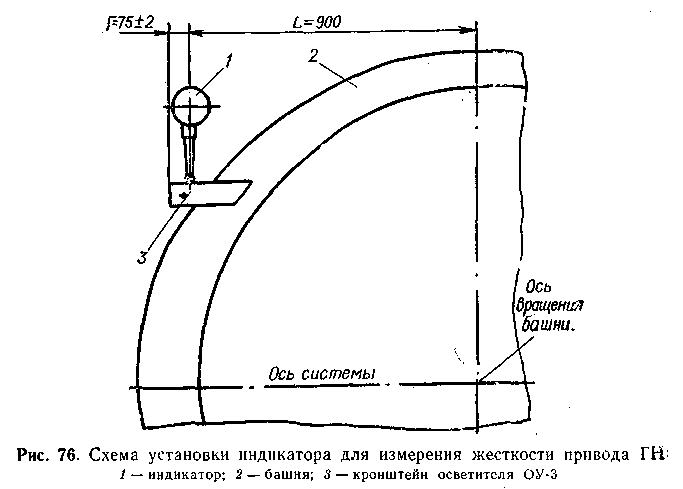 Г=75±2
L=900
1
2
3
Ось
вращения
башни.
Ось системы
Рис. 76. Схема установки индикатора для измерения жесткости привода ГН:
1 — индикатор; 2 — башня; 3 — кронштейн осветителя ОУ-3